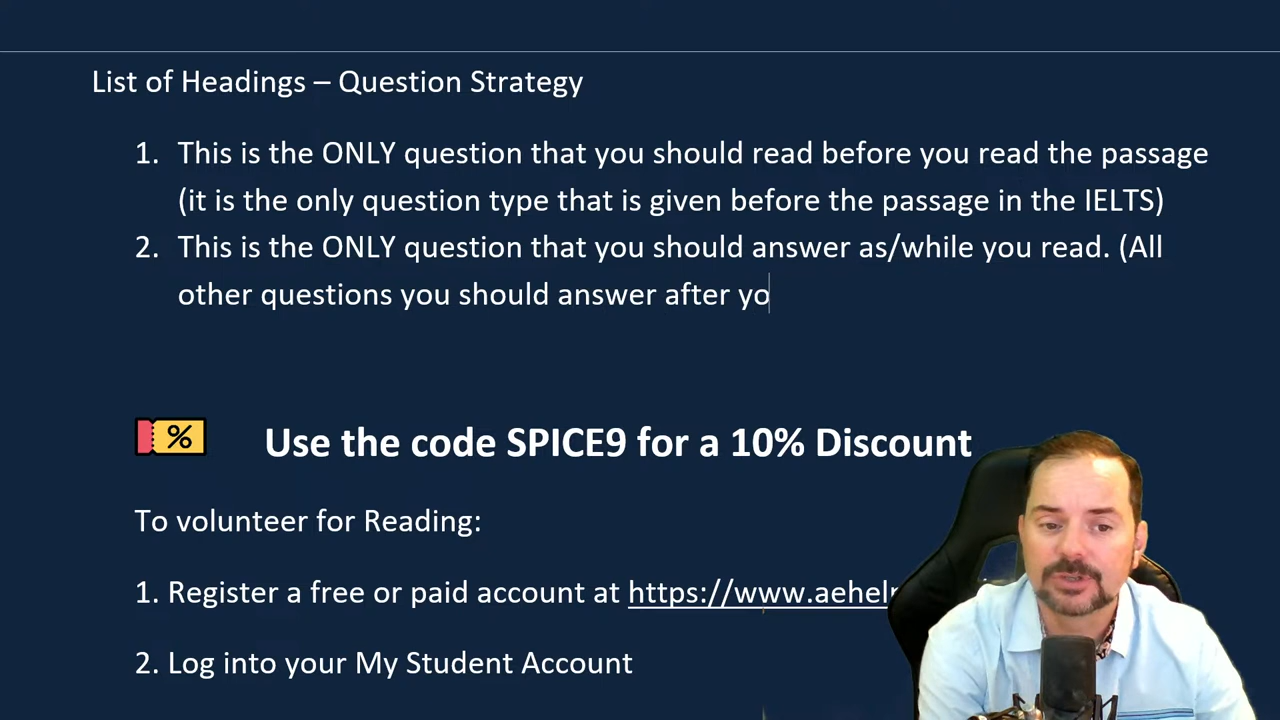 List of Headings – Question Strategy
1. This is the ONLY question that you should read before you read the passage
(it is the only question type that is given before the passage in the IELTS)
2. This is the ONLY question that you should answer as/while you read. (All
other questions you should answer after yo
% Use the code SPICE9 for a 10% Discount
To volunteer for Reading:
1. Register a free or paid account at https://www.aehel
2. Log into your My Student Account